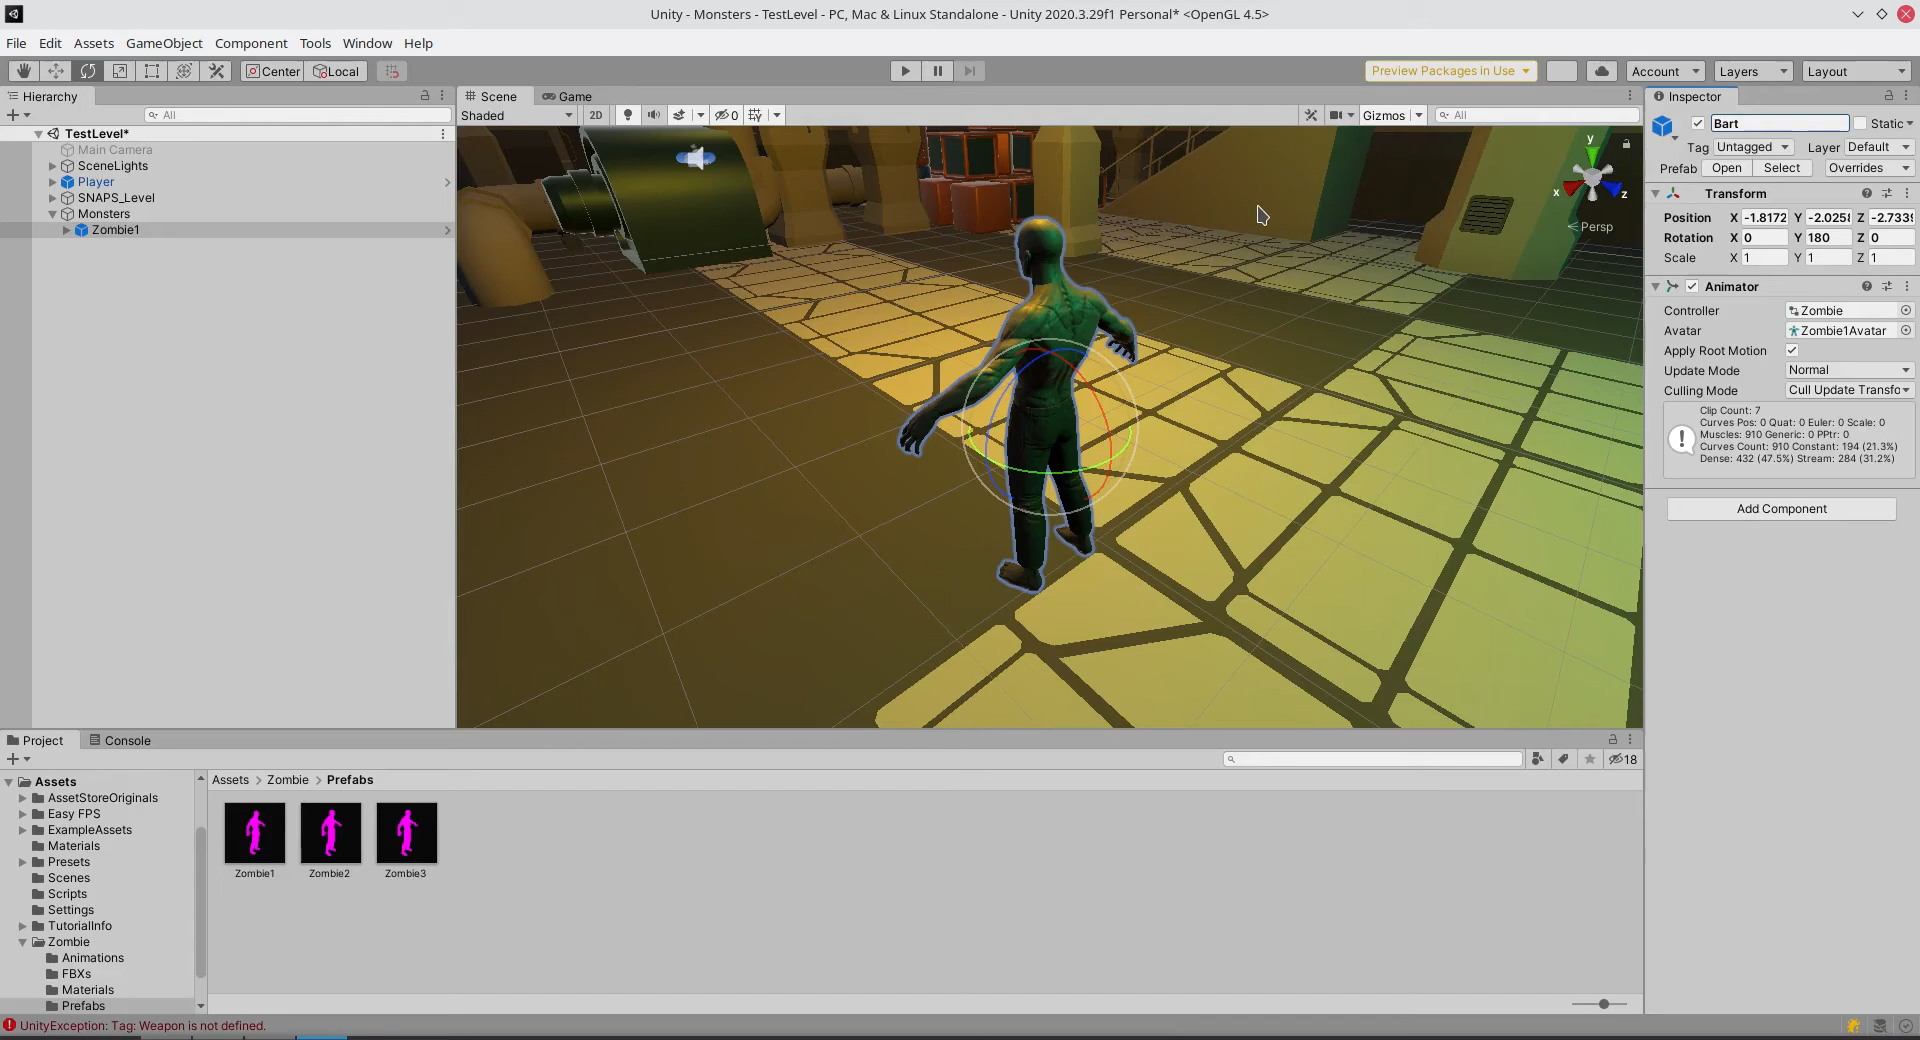 Unity - Monsters - TestLevel - PC, Mac & Linux Standalone - Unity 2020.3.29f1 Personal* <OpenGL 4.5>
File Edit Assets GameObject Component Tools Window Help
Center Local Preview Packages in Use Account Layers Layout
Hierarchy
All
TestLevel*
Main Camera
SceneLights
Player
SNAPS_Level
Monsters
Zombie1
Scene Game
Shaded 2D 0 Gizmos All
y
x z
Persp
Inspector
Bart Static
Tag Untagged Layer Default
Prefab Open Select Overrides
Transform
Position X -1.8172 Y -2.0258 Z -2.7339
Rotation X 0 Y 180 Z 0
Scale X 1 Y 1 Z 1
Animator
Controller Zombie
Avatar Zombie1Avatar
Apply Root Motion
Update Mode Normal
Culling Mode Cull Update Transfo
Clip Count: 7
Curves Pos: 0 Quat: 0 Euler: 0 Scale: 0
Muscles: 910 Generic: 0 PPtr: 0
Curves Count: 910 Constant: 194 (21.3%)
Dense: 432 (47.5%) Stream: 284 (31.2%)
Add Component
Project Console
18
Assets
AssetStoreOriginals
Easy FPS
ExampleAssets
Materials
Presets
Scenes
Scripts
Settings
TutorialInfo
Zombie
Animations
FBXs
Materials
Prefabs
Assets > Zombie > Prefabs
Zombie1 Zombie2 Zombie3
UnityException: Tag: Weapon is not defined.